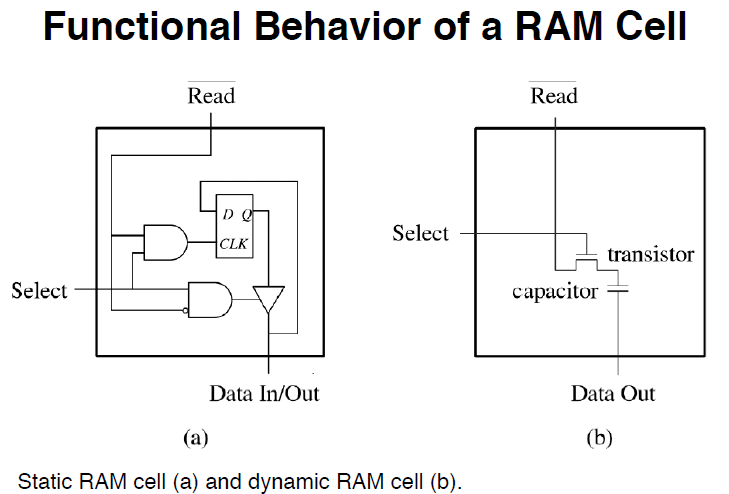 Functional Behavior of a RAM Cell
Read
Read
D Q
CLK
Select
Data In/Out
(a)
Select
transistor
capacitor
Data Out
(b)
Static RAM cell (a) and dynamic RAM cell (b).